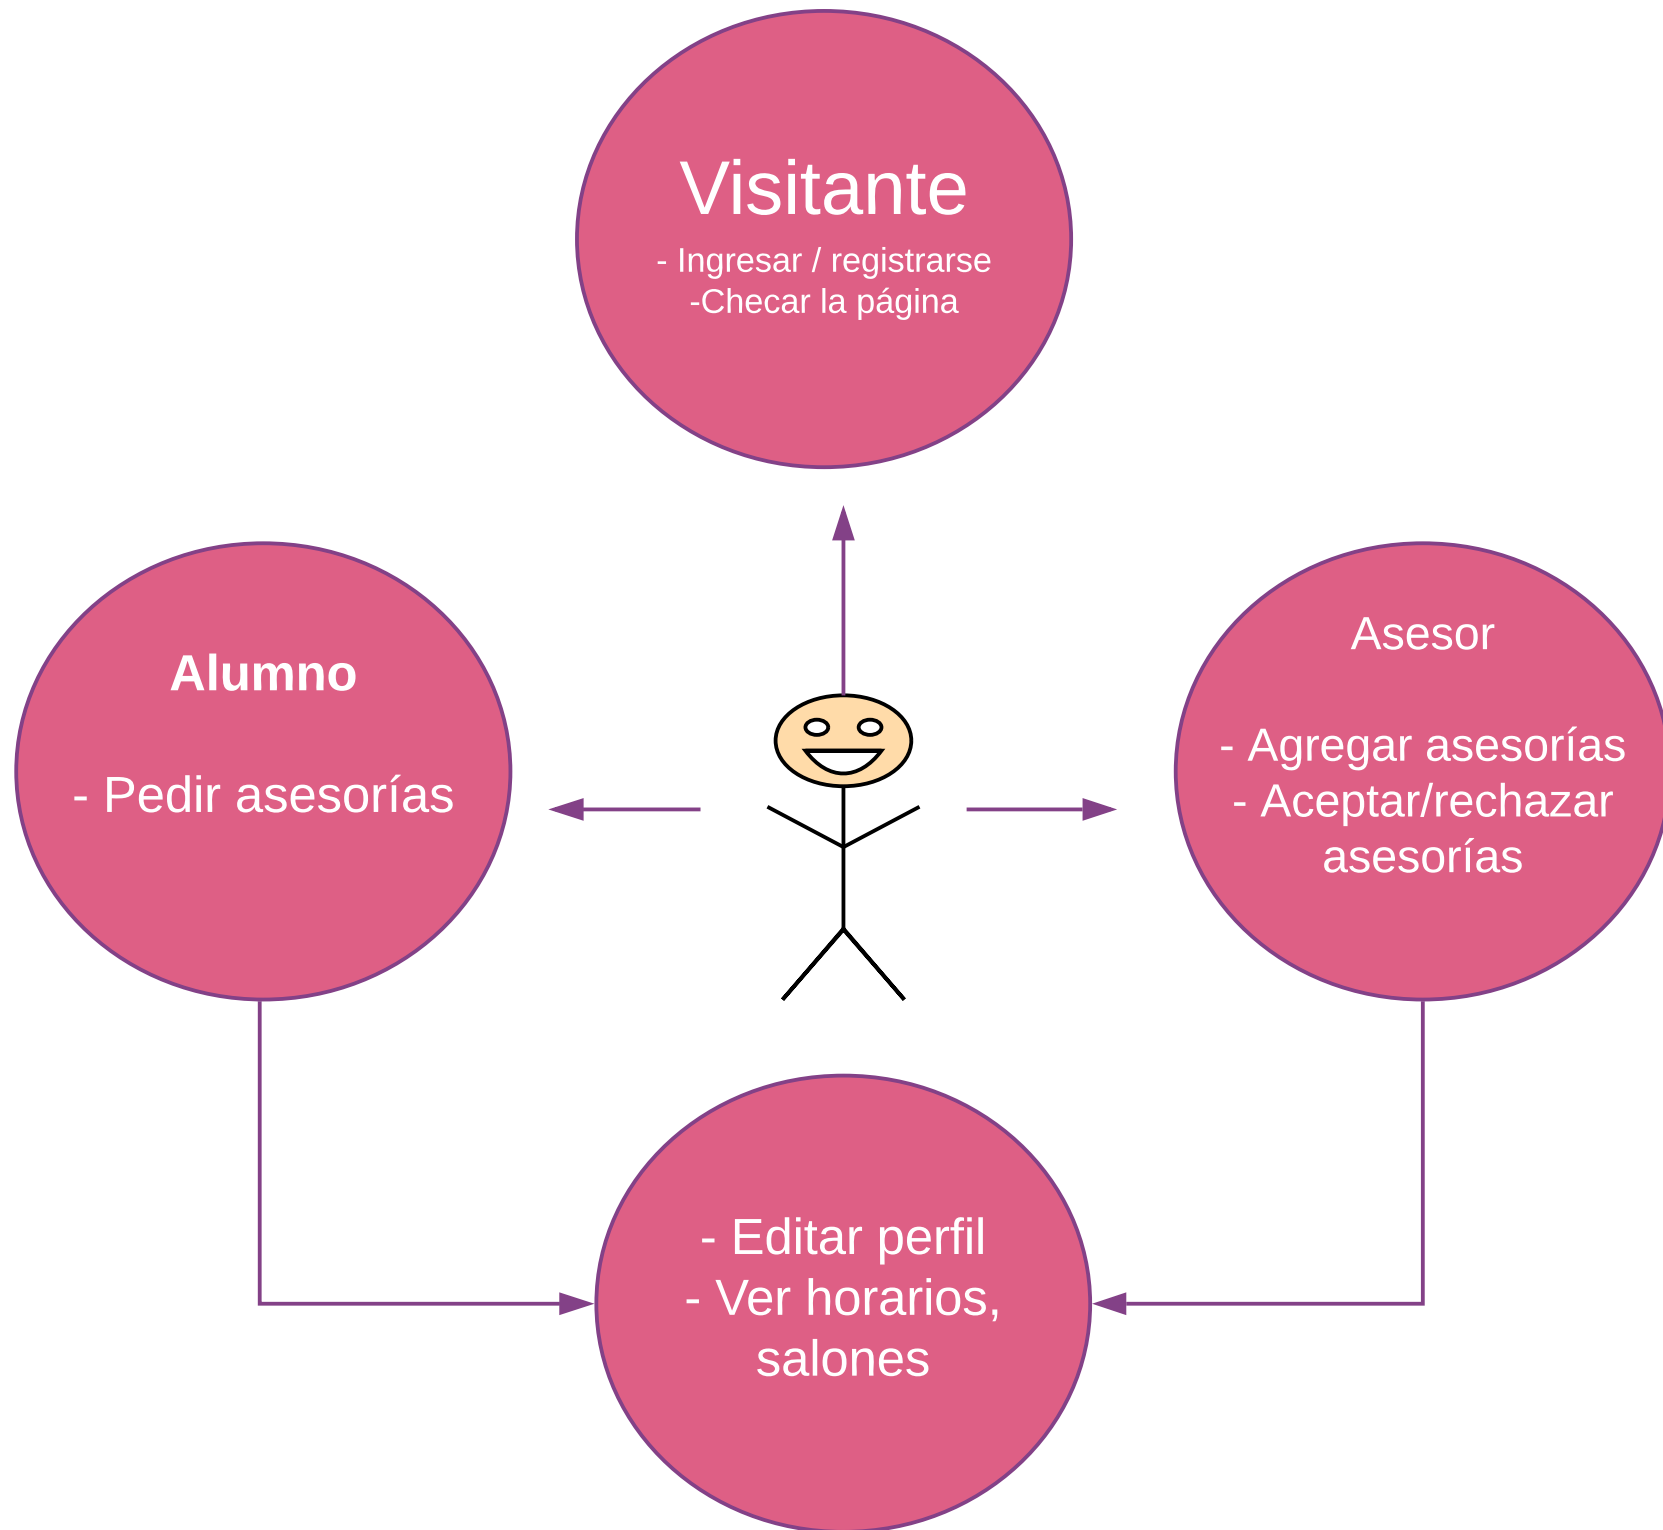 Visitante
- Ingresar / registrarse
-Checar la página
Alumno
- Pedir asesorías
Asesor
- Agregar asesorías
- Aceptar/rechazar
asesorías
- Editar perfil
- Ver horarios,
salones